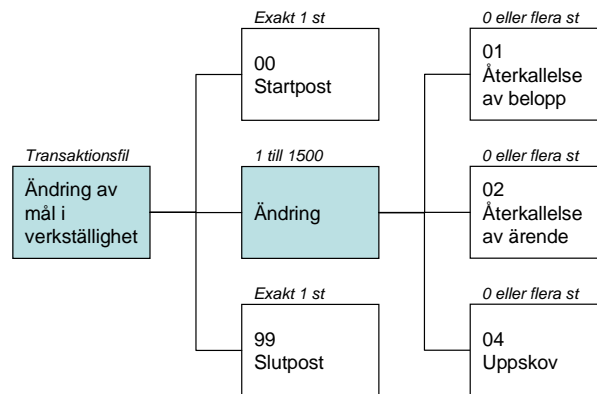 Exakt 1 st
00
Startpost
0 eller flera st
01
Återkallelse
av belopp
Transaktionsfil
Ändring av
mål i
verkställighet
1 till 1500
Ändring
0 eller flera st
02
Återkallelse
av ärende
Exakt 1 st
99
Slutpost
0 eller flera st
04
Uppskov